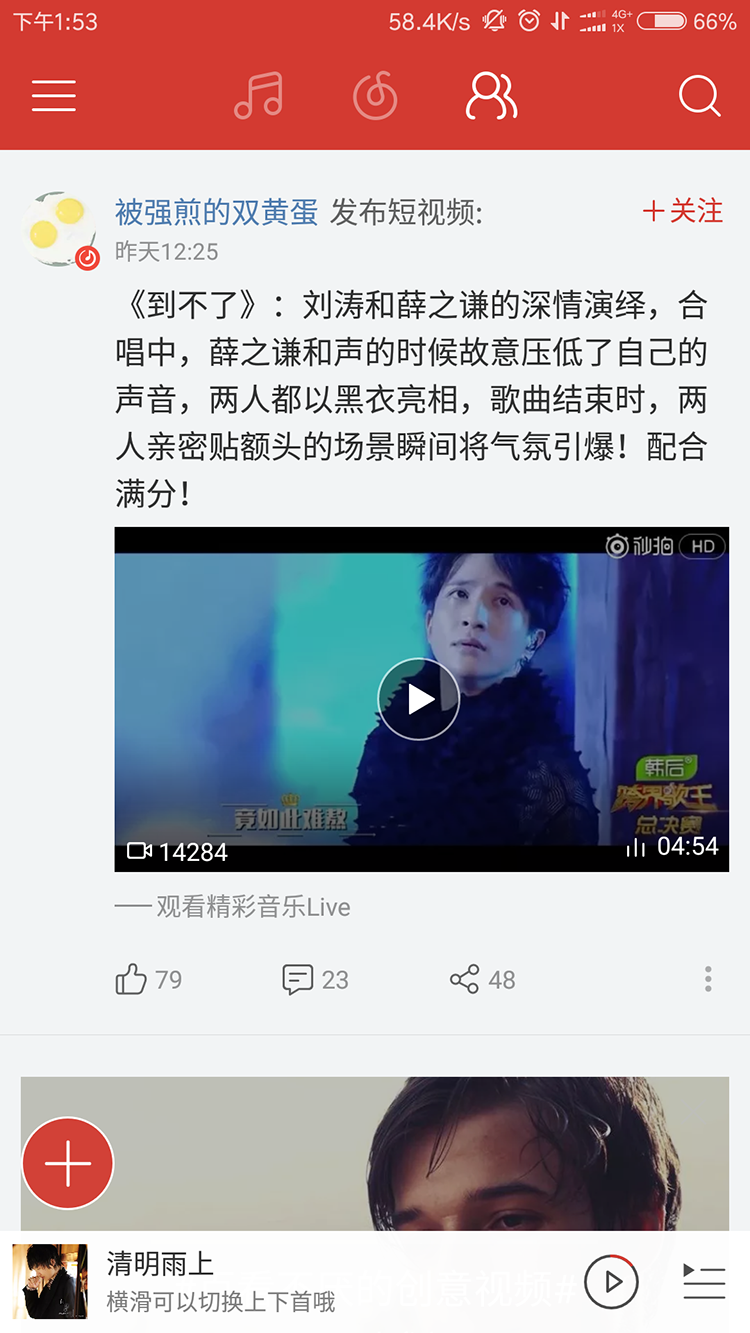 下午1:53
58.4K/s 4G+ 1X 66%
被强煎的双黄蛋 发布短视频:
+关注
昨天12:25
《到不了》：刘涛和薛之谦的深情演绎，合
唱中，薛之谦和声的时候故意压低了自己的
声音，两人都以黑衣亮相，歌曲结束时，两
人亲密贴额头的场景瞬间将气氛引爆！配合
满分！
秒拍 HD
韩后
跨界歌王
总决赛
竟如此难熬
14284
04:54
——观看精彩音乐Live
79
23
48
清明雨上
横滑可以切换上下首哦
的创意视频#